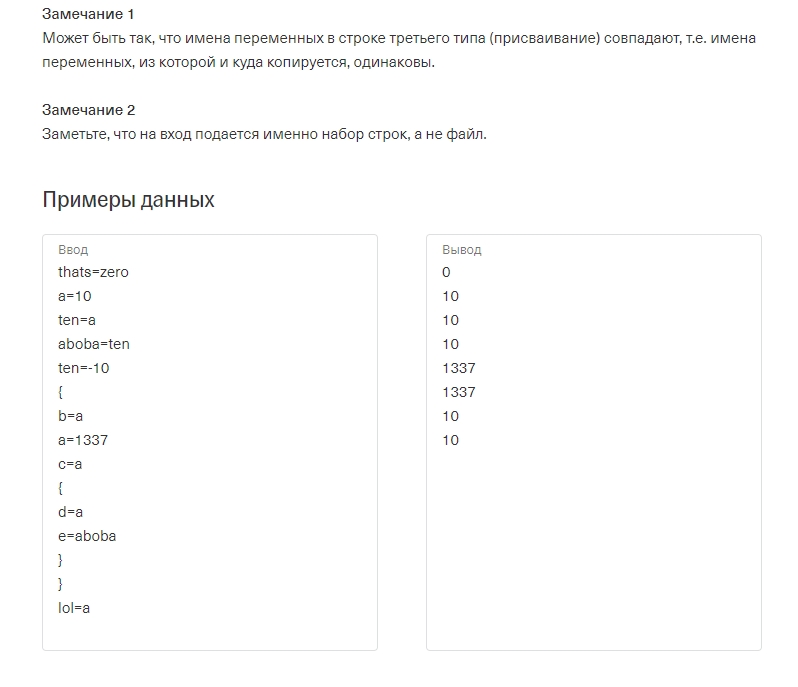 Замечание 1
Может быть так, что имена переменных в строке третьего типа (присваивание) совпадают, т.е. имена
переменных, из которой и куда копируется, одинаковы.
Замечание 2
Заметьте, что на вход подается именно набор строк, а не файл.
Примеры данных
Ввод
thats=zero
a=10
ten=a
aboba=ten
ten=-10
{
b=a
a=1337
c=a
{
d=a
e=aboba
}
}
lol=a
Вывод
0
10
10
10
1337
1337
10
10